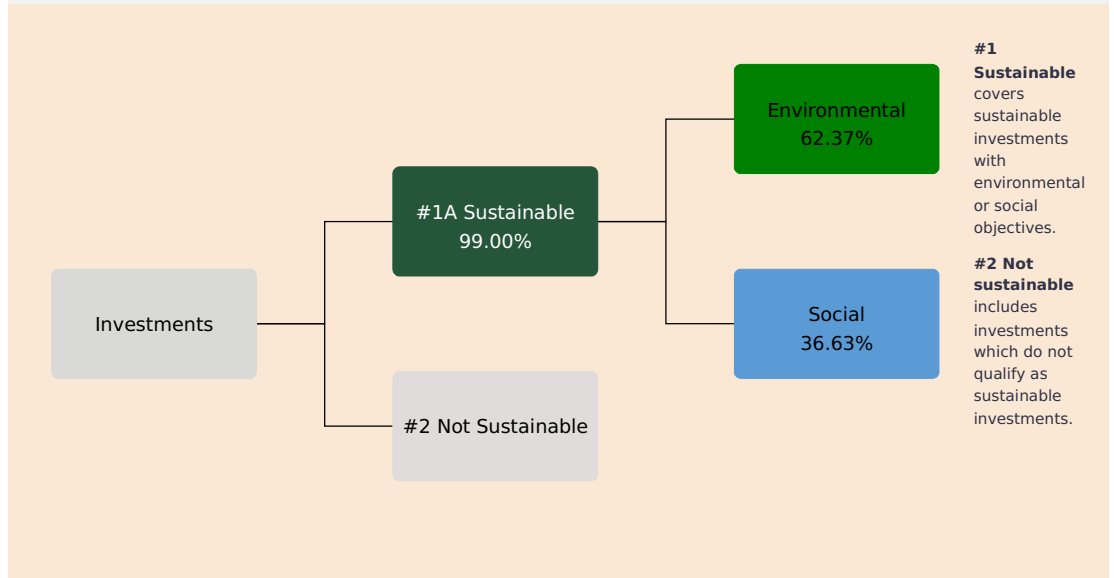 Investments
#1A Sustainable
99.00%
#2 Not Sustainable
Environmental
62.37%
Social
36.63%
#1
Sustainable
covers
sustainable
investments
with
environmental
or social
objectives.
#2 Not
sustainable
includes
investments
which do not
qualify as
sustainable
investments.